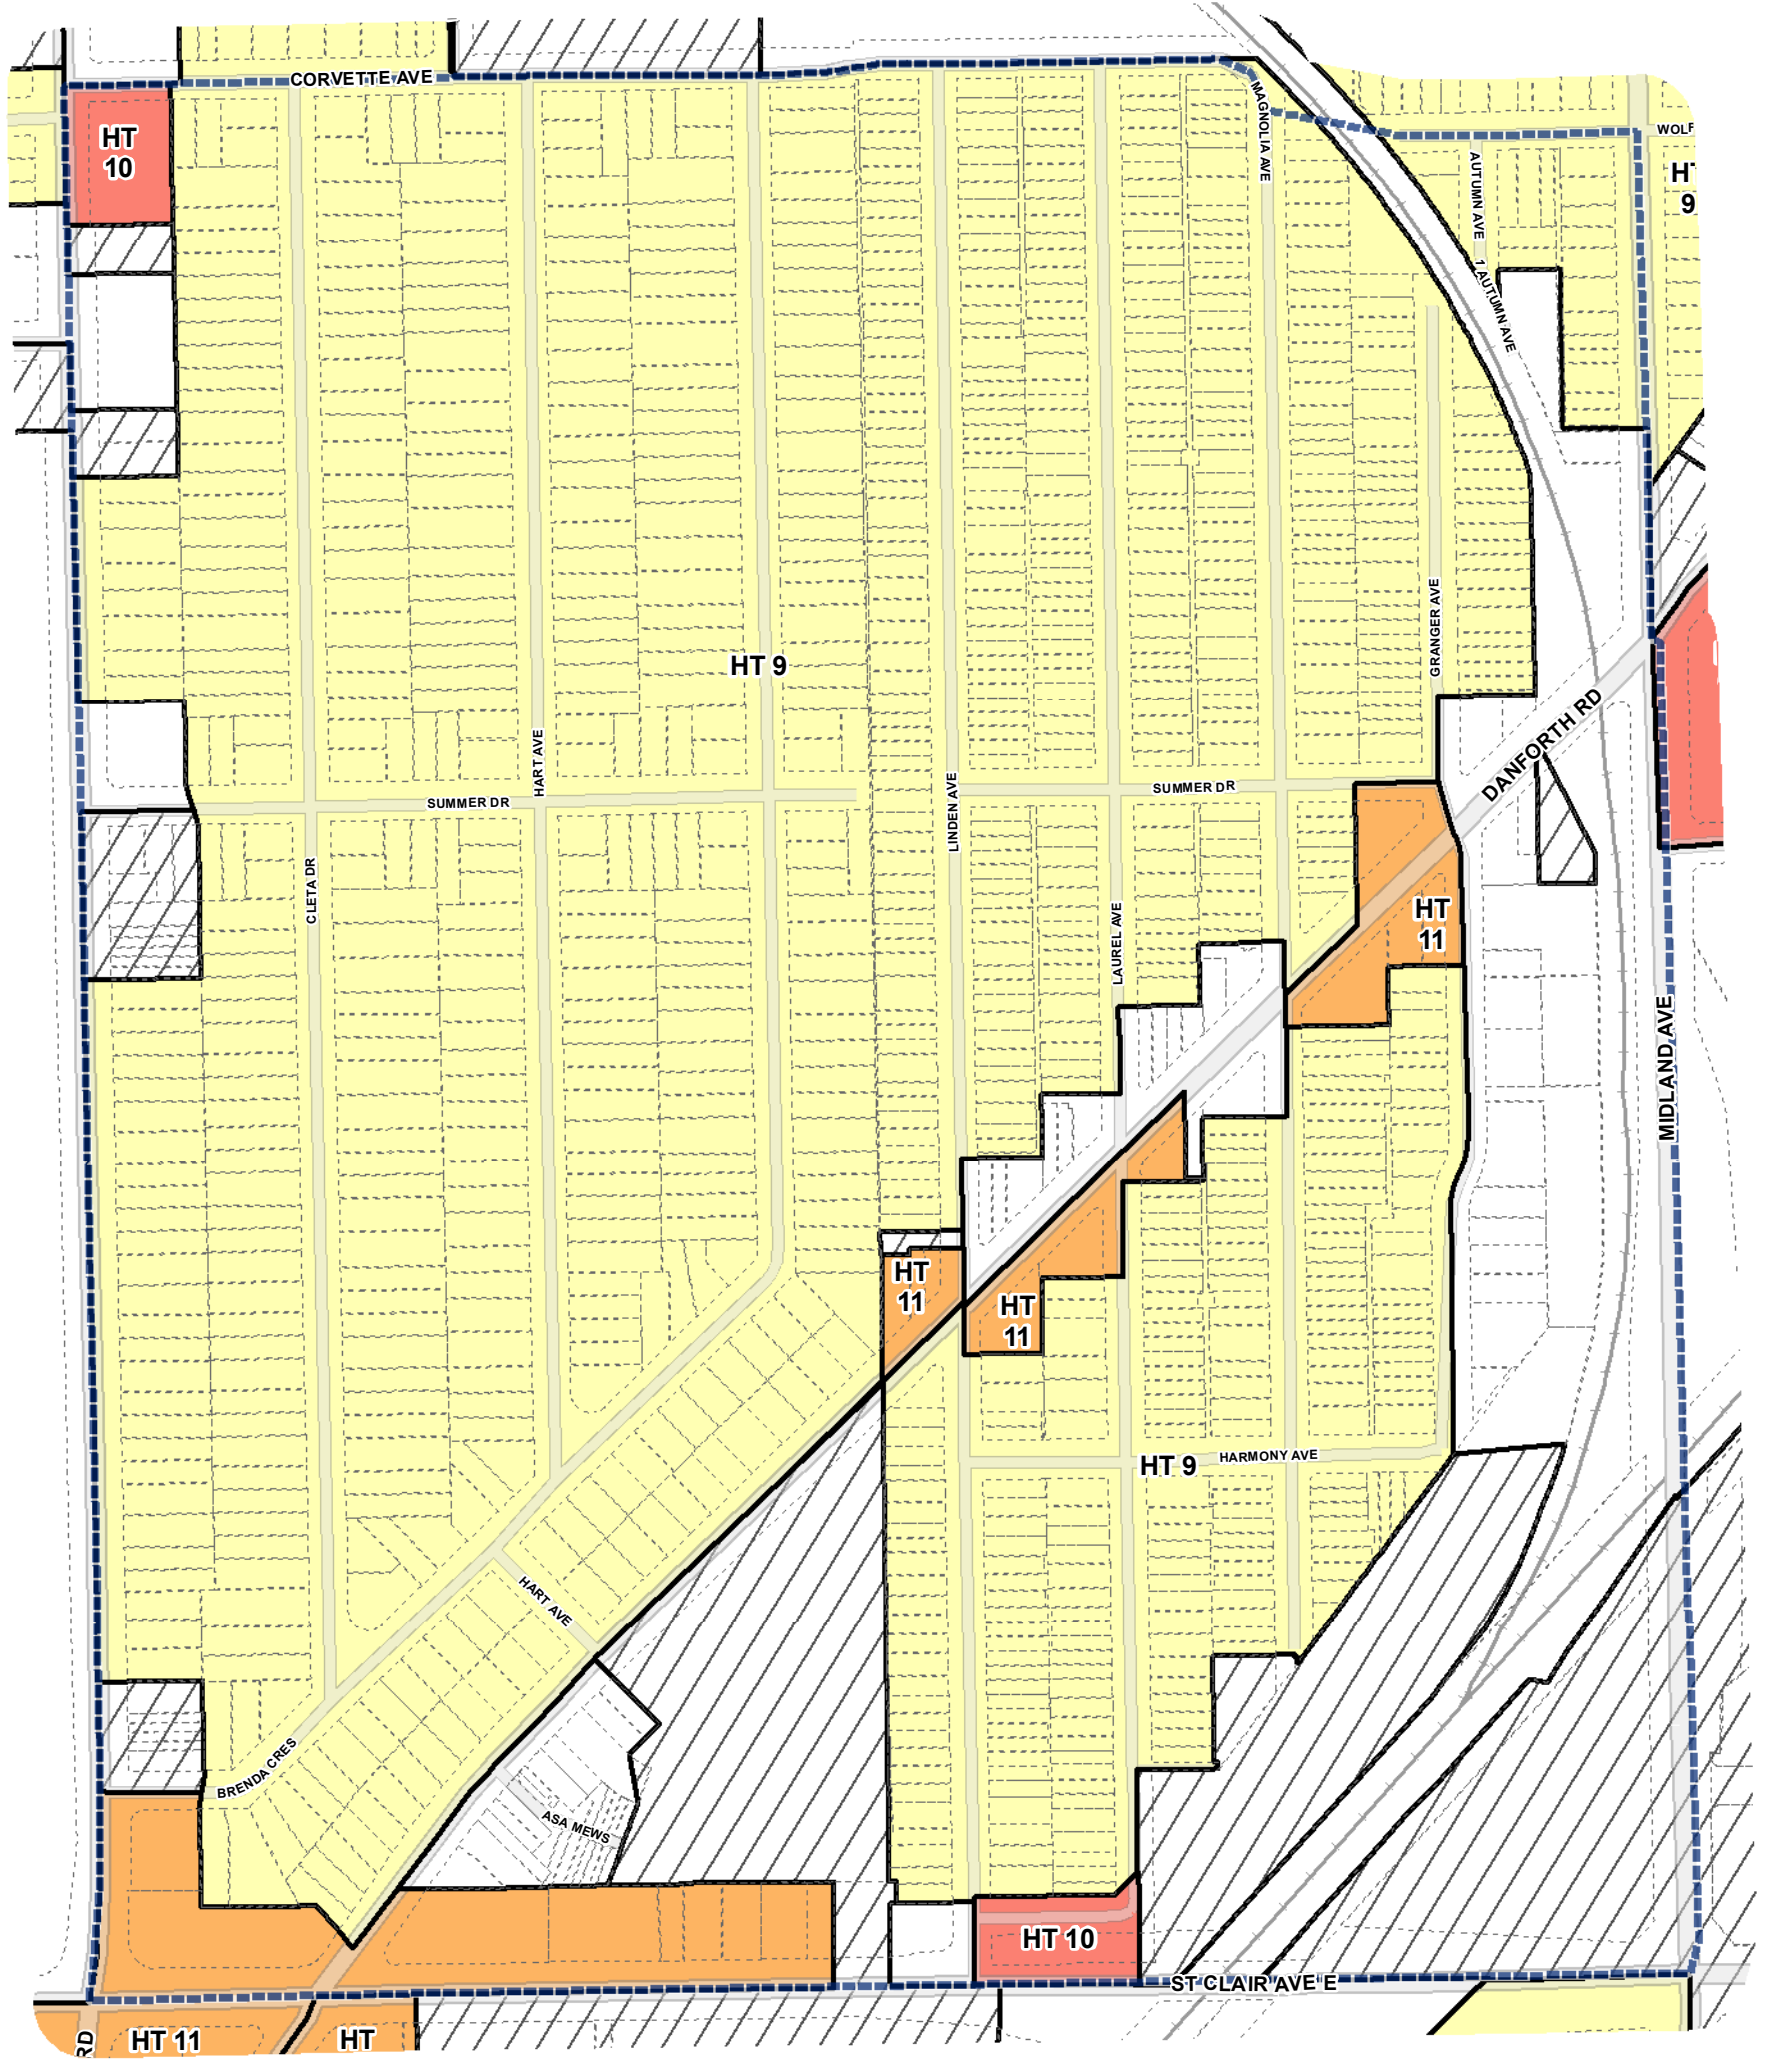 CORVETTE AVE
MAGNOLIA AVE
HT
10
AUTUMN AVE
1 AUTUMN AVE
HT 9
GRANGER AVE
DANFORTH RD
HART AVE
SUMMER DR
LINDEN AVE
SUMMER DR
CLETA DR
LAUREL AVE
HT
11
MIDLAND AVE
HT
11
HT
11
HT 9
HARMONY AVE
HART AVE
BRENDA CRES
ASA MEWS
HT 10
ST CLAIR AVE E
RD
HT 11
HT